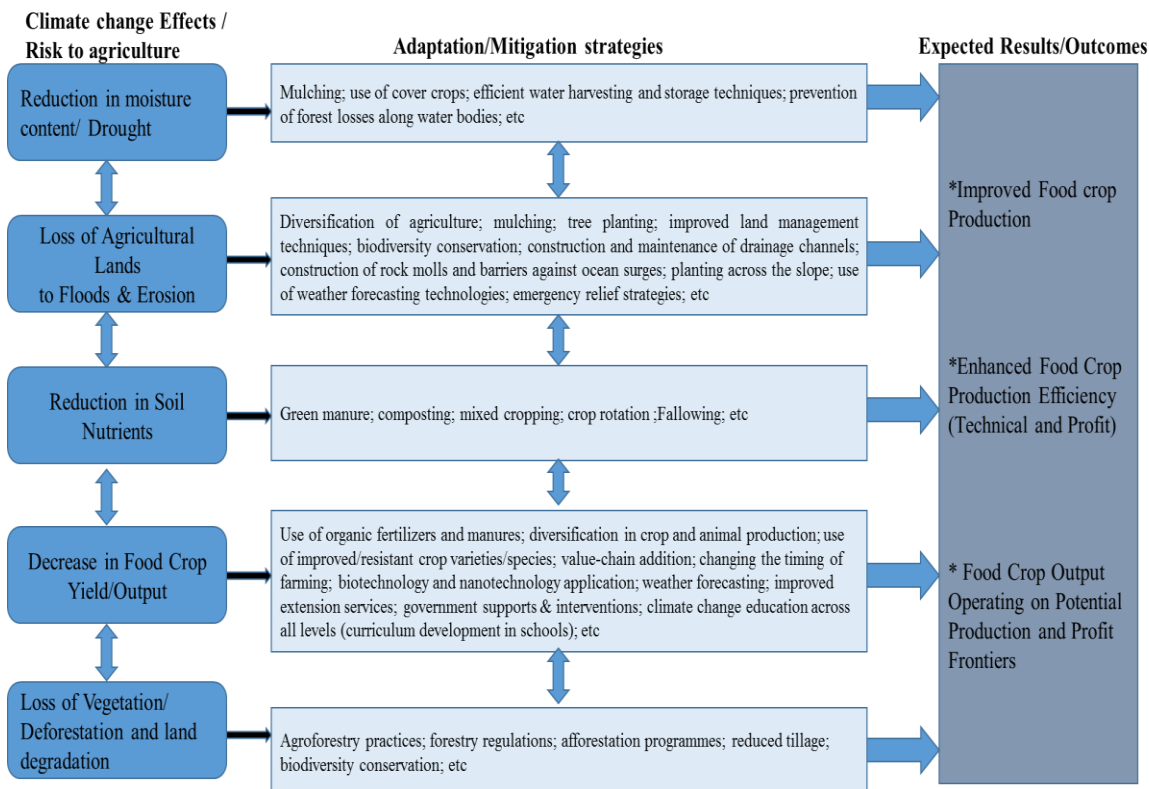 Climate change Effects /
Risk to agriculture
Adaptation/Mitigation strategies
Expected Results/Outcomes
Reduction in moisture
content/ Drought
Mulching; use of cover crops; efficient water harvesting and storage techniques; prevention
of forest losses along water bodies; etc
Loss of Agricultural
Lands
to Floods & Erosion
Diversification of agriculture; mulching; tree planting; improved land management
techniques; biodiversity conservation; construction and maintenance of drainage channels;
construction of rock molls and barriers against ocean surges; planting across the slope; use
of weather forecasting technologies; emergency relief strategies; etc
Reduction in Soil
Nutrients
Green manure; composting; mixed cropping; crop rotation ;Fallowing; etc
Decrease in Food Crop
Yield/Output
Use of organic fertilizers and manures; diversification in crop and animal production; use
of improved/resistant crop varieties/species; value-chain addition; changing the timing of
farming; biotechnology and nanotechnology application; weather forecasting; improved
extension services; government supports & interventions; climate change education across
all levels (curriculum development in schools); etc
Loss of Vegetation/
Deforestation and land
degradation
Agroforestry practices; forestry regulations; afforestation programmes; reduced tillage;
biodiversity conservation; etc
*Improved Food crop
Production
*Enhanced Food Crop
Production Efficiency
(Technical and Profit)
* Food Crop Output
Operating on Potential
Production and Profit
Frontiers